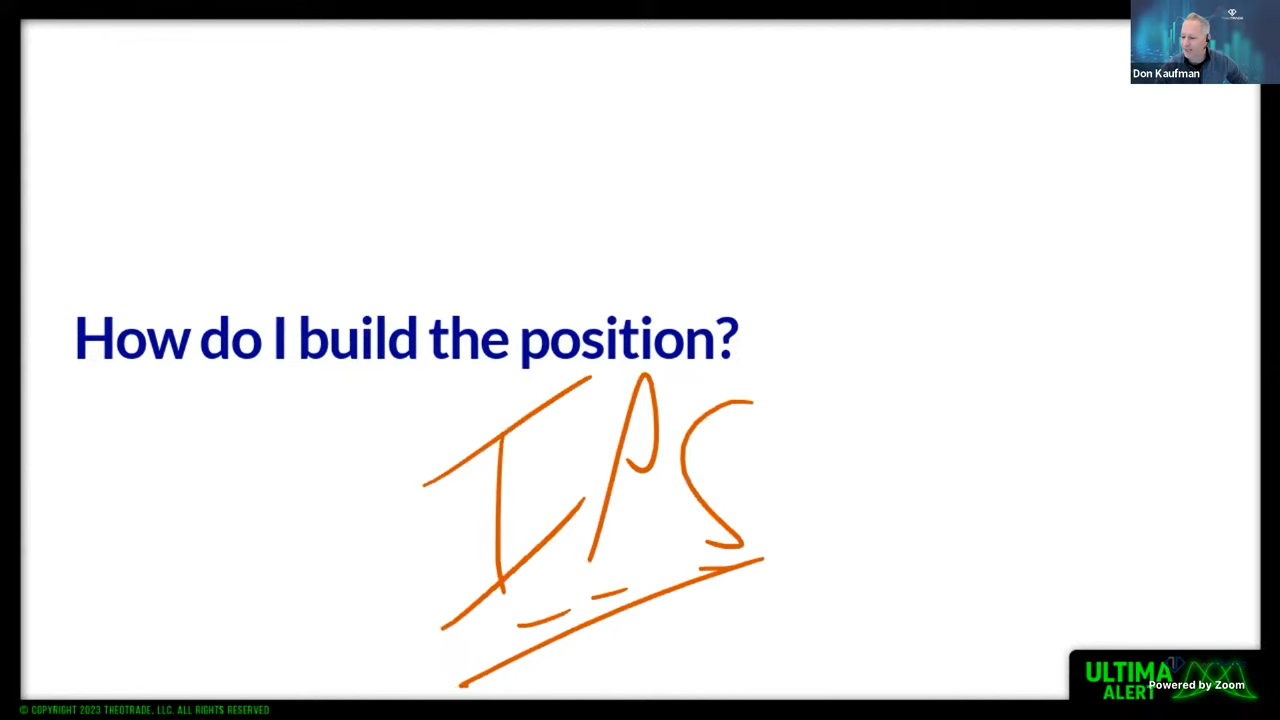 Don Kaufman
How do I build the position?
IPS
ULTIMA
ALERT
Powered by Zoom
© COPYRIGHT 2023 THEOTRADE, LLC. ALL RIGHTS RESERVED